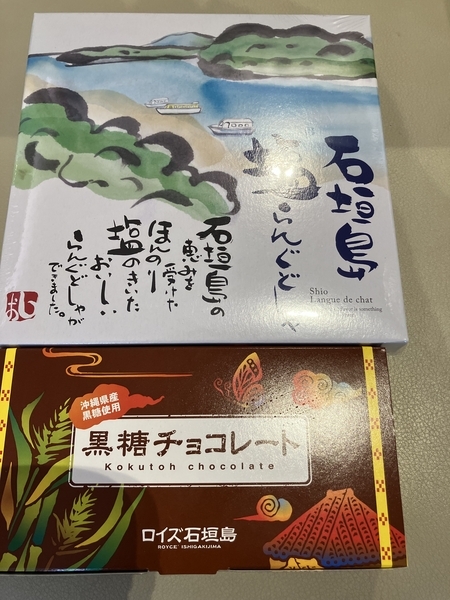 石垣島
塩らんぐどしゃ
Shio
Langue de chat
石垣島の
恵みを
受けた
ほんのり
塩のきいた
おいしい
らんぐどしゃが
できました。
沖縄県産
黒糖使用
黒糖チョコレート
Kokutoh chocolate
ロイズ石垣島
ROYCE' ISHIGAKIJIMA